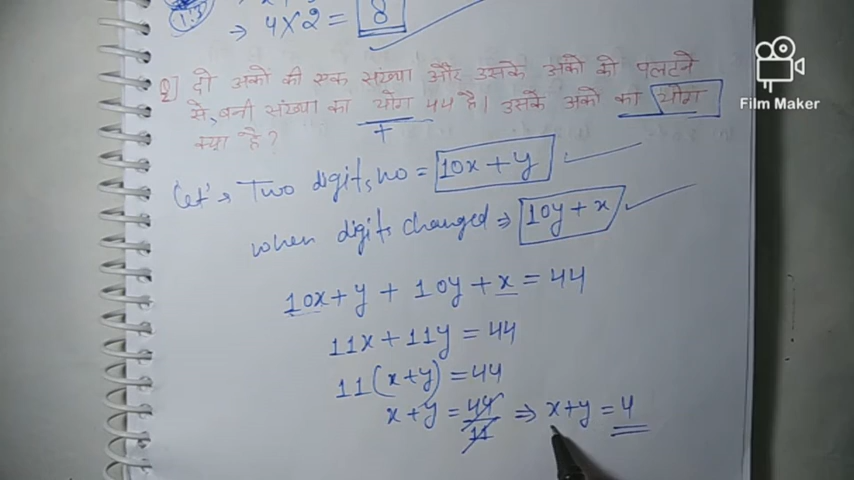 → 4 X 2 = 8
Q] दो अंको की एक संख्या और उसके अंको को पलटने
से, बनी संख्या का योग 44 है। उसके अंको का योग
क्या है?
+
Film Maker
Let → Two digits no = 10x + y
when digits changed ⇒ 10y + x
10x + y + 10y + x = 44
11x + 11y = 44
11 (x + y) = 44
x + y = 44/11 ⇒ x + y = 4